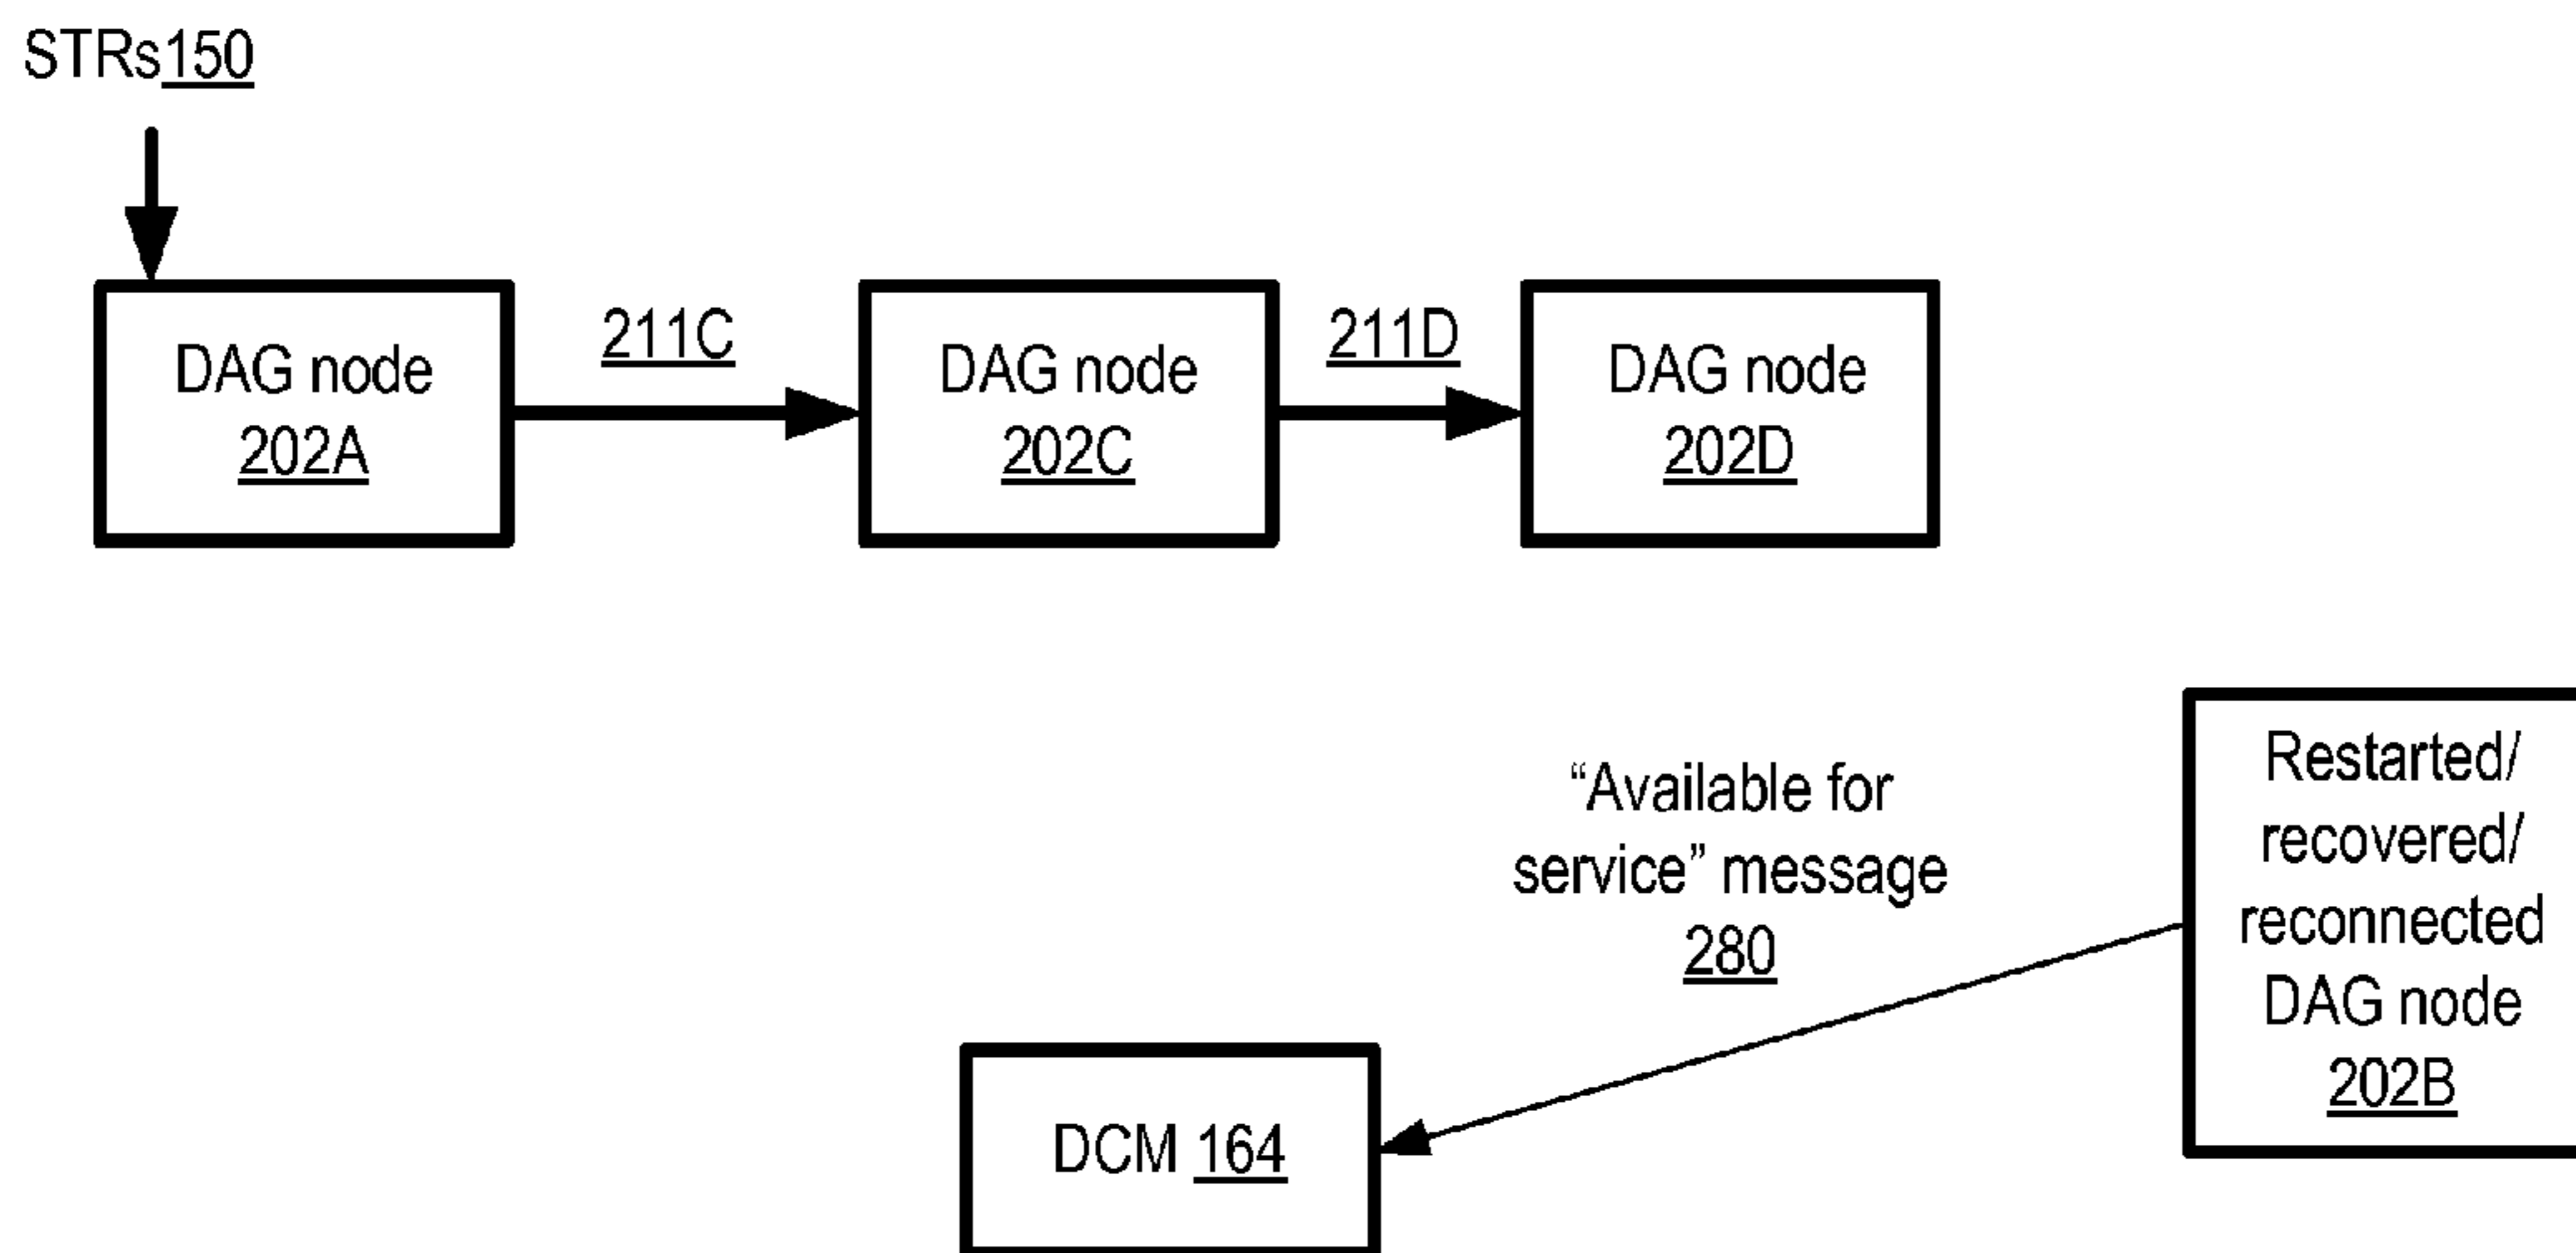 STRs150
211C
211D
DAG node
202A
DAG node
202C
DAG node
202D
“Available for
service” message
280
Restarted/
recovered/
reconnected
DAG node
202B
DCM 164